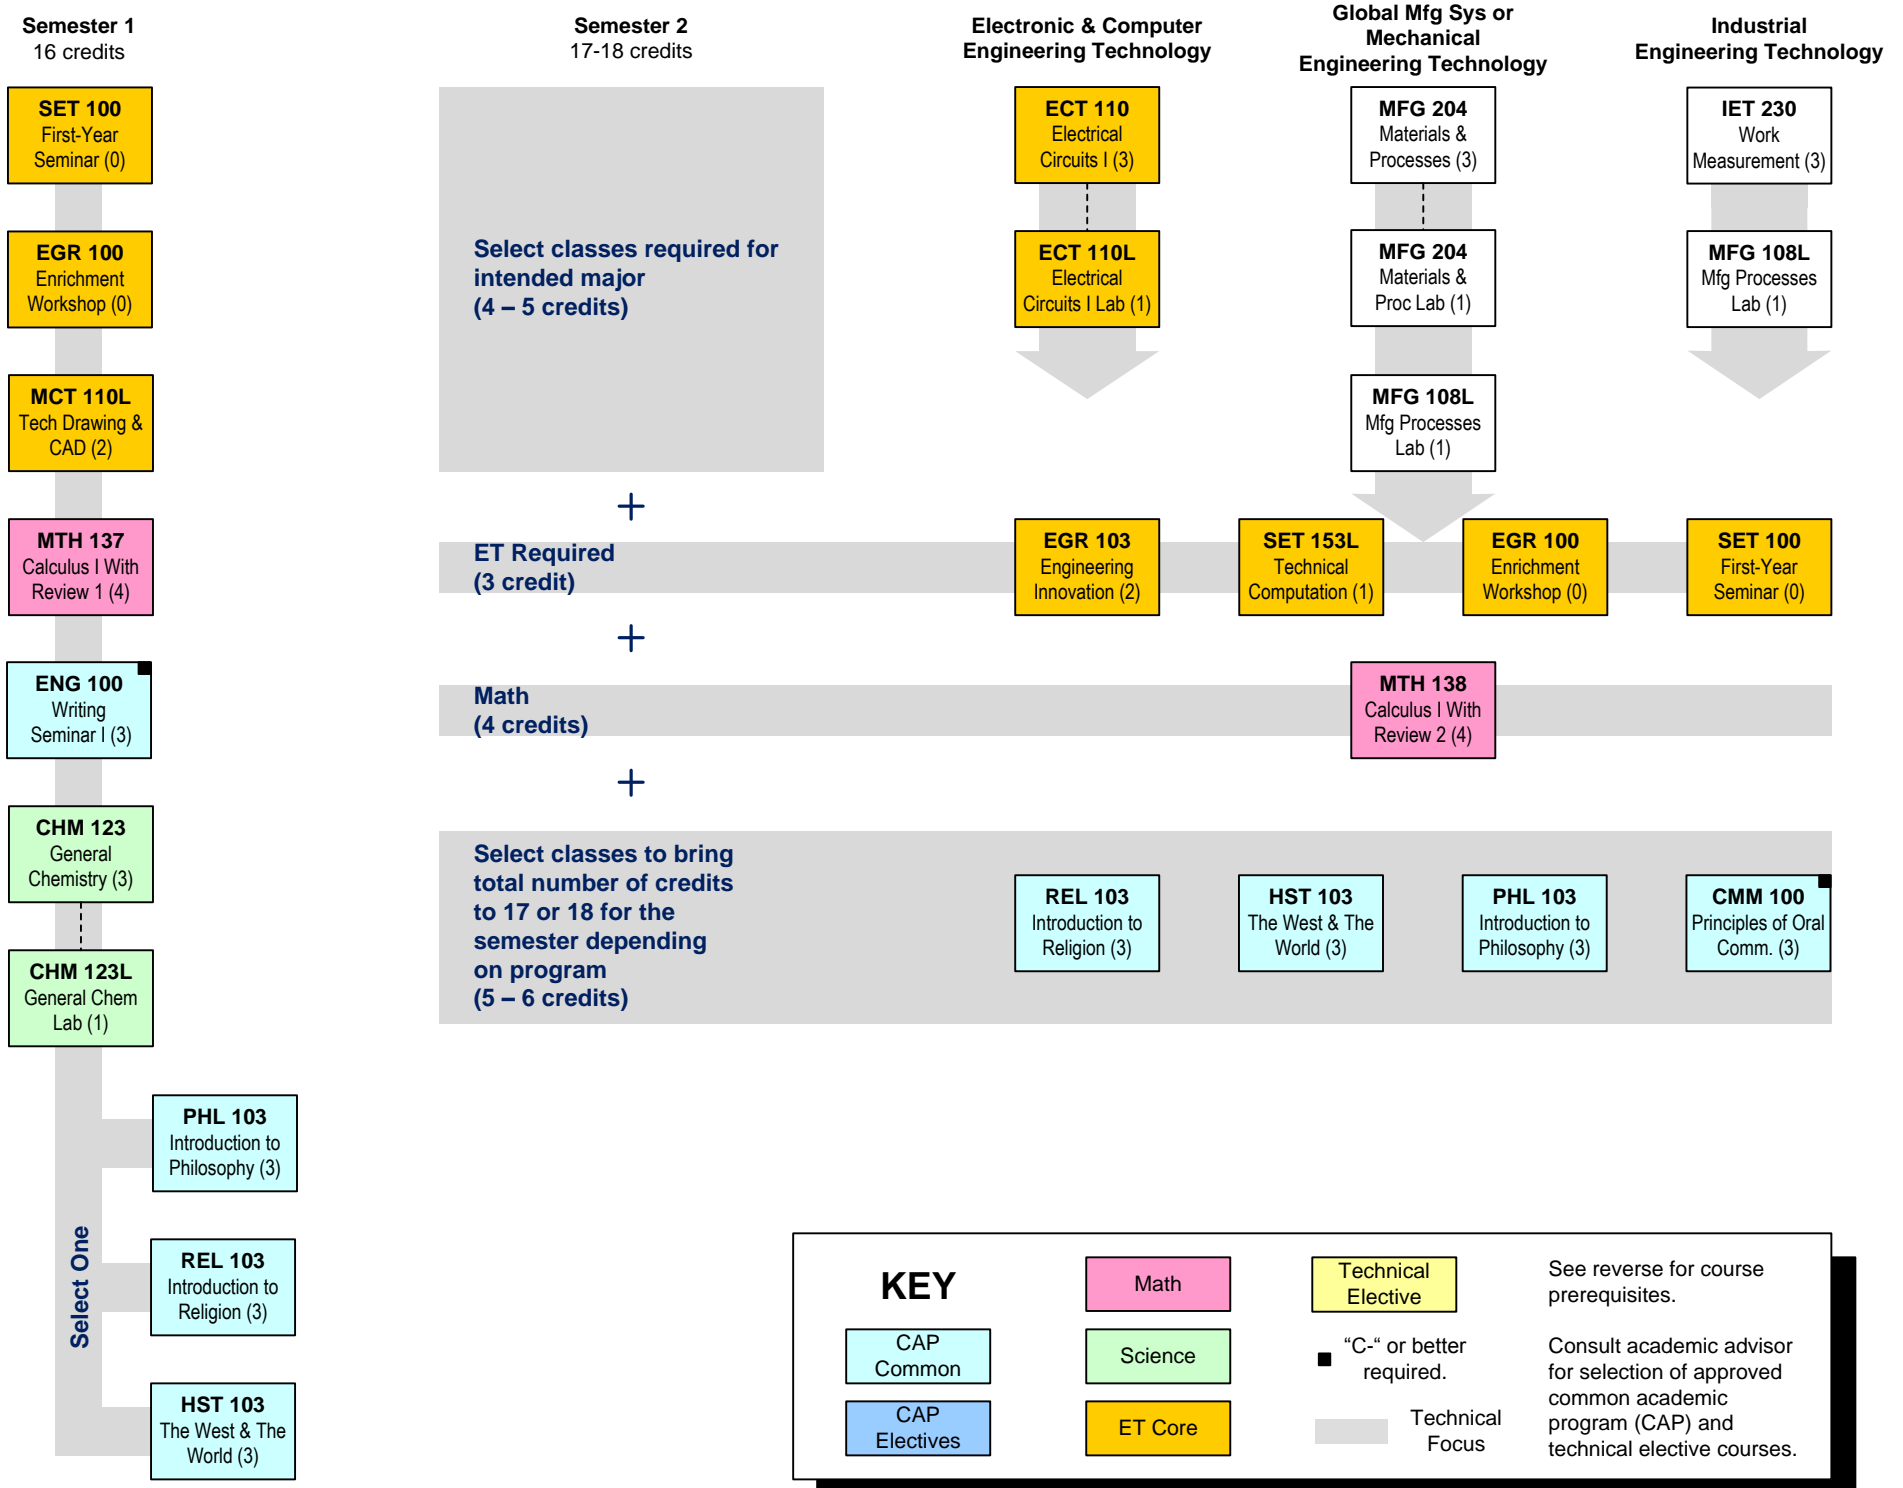 Semester 1
16 credits
SET 100
First-Year
Seminar (0)
EGR 100
Enrichment
Workshop (0)
MCT 110L
Tech Drawing &
CAD (2)
MTH 137
Calculus I With
Review 1 (4)
ENG 100
Writing
Seminar I (3)
CHM 123
General
Chemistry (3)
CHM 123L
General Chem
Lab (1)
Select One
PHL 103
Introduction to
Philosophy (3)
REL 103
Introduction to
Religion (3)
HST 103
The West & The
World (3)
Semester 2
17-18 credits
Select classes required for
intended major
(4 – 5 credits)
+
ET Required
(3 credit)
+
Math
(4 credits)
+
Select classes to bring
total number of credits
to 17 or 18 for the
semester depending
on program
(5 – 6 credits)
Electronic & Computer
Engineering Technology
ECT 110
Electrical
Circuits I (3)
ECT 110L
Electrical
Circuits I Lab (1)
Global Mfg Sys or
Mechanical
Engineering Technology
MFG 204
Materials &
Processes (3)
MFG 204
Materials &
Proc Lab (1)
MFG 108L
Mfg Processes
Lab (1)
Industrial
Engineering Technology
IET 230
Work
Measurement (3)
MFG 108L
Mfg Processes
Lab (1)
EGR 103
Engineering
Innovation (2)
SET 153L
Technical
Computation (1)
EGR 100
Enrichment
Workshop (0)
SET 100
First-Year
Seminar (0)
MTH 138
Calculus I With
Review 2 (4)
REL 103
Introduction to
Religion (3)
HST 103
The West & The
World (3)
PHL 103
Introduction to
Philosophy (3)
CMM 100
Principles of Oral
Comm. (3)
KEY
CAP
Common
CAP
Electives
Math
Science
ET Core
Technical
Elective
“C-“ or better
required.
Technical
Focus
See reverse for course
prerequisites.
Consult academic advisor
for selection of approved
common academic
program (CAP) and
technical elective courses.